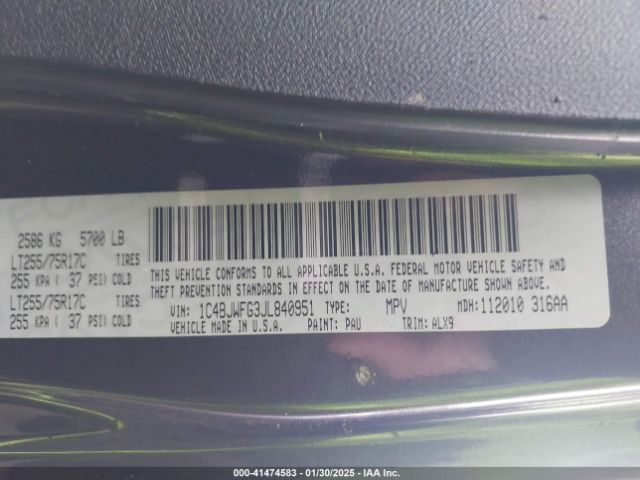 2586 KG 5700 LB
LT255/75R17C TIRES
255 KPA ( 37 PSI) COLD
LT255/75R17C TIRES
255 KPA ( 37 PSI) COLD
THIS VEHICLE CONFORMS TO ALL APPLICABLE U.S.A. FEDERAL MOTOR VEHICLE SAFETY AND
THEFT PREVENTION STANDARDS IN EFFECT ON THE DATE OF MANUFACTURE SHOWN ABOVE.
VIN: 1C4BJWFG3JL840951 TYPE: MPV MDH: 112010 316AA
VEHICLE MADE IN U.S.A. PAINT: PAU TRIM: ALX9
000-41474583 - 01/30/2025 - IAA Inc.